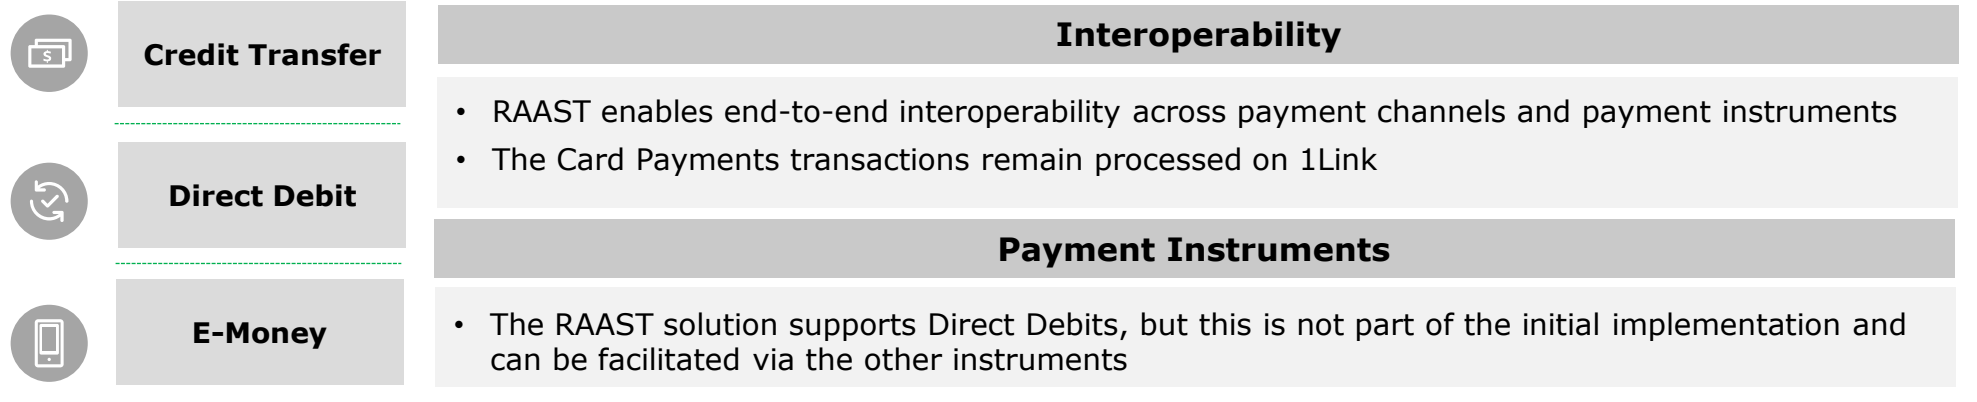 Credit Transfer
Direct Debit
E-Money
Interoperability
• RAAST enables end-to-end interoperability across payment channels and payment instruments
• The Card Payments transactions remain processed on 1Link
Payment Instruments
• The RAAST solution supports Direct Debits, but this is not part of the initial implementation and
can be facilitated via the other instruments